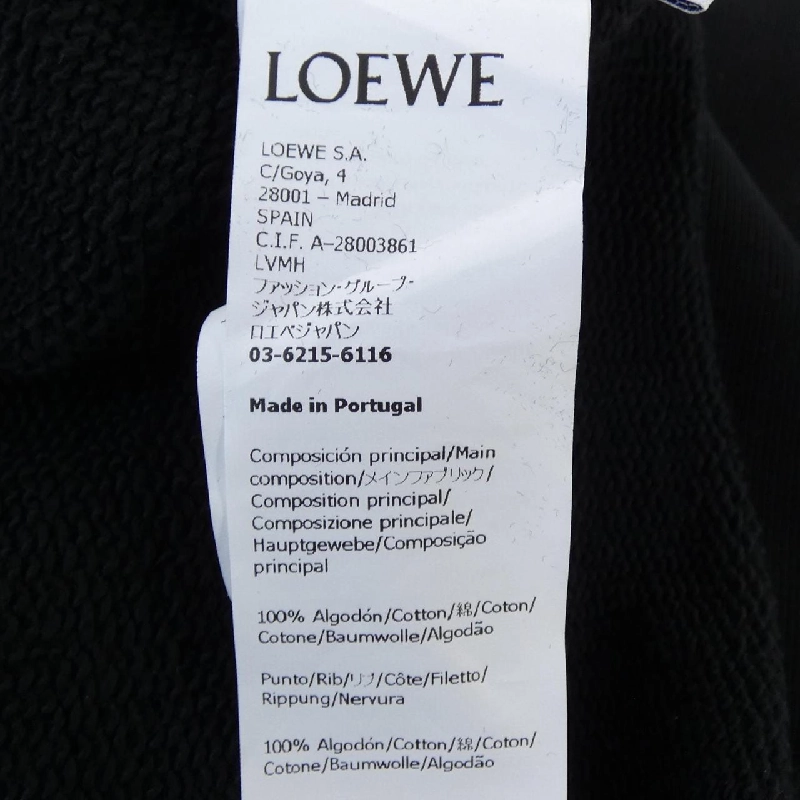 LOEWE
LOEWE S.A.
C/Goya, 4
28001 – Madrid
SPAIN
C.I.F. A-28003861
LVMH
ファッション・グループ・
ジャパン株式会社
ロエベジャパン
03-6215-6116
Made in Portugal
Composición principal/Main
composition/メインファブリック/
Composition principal/
Composizione principale/
Hauptgewebe/Composição
principal
100% Algodón/Cotton/綿/Coton/
Cotone/Baumwolle/Algodão
Punto/Rib/リブ/Côte/Filetto/
Rippung/Nervura
100% Algodón/Cotton/綿/Coton/
Cotone/Baumwolle/Algodão